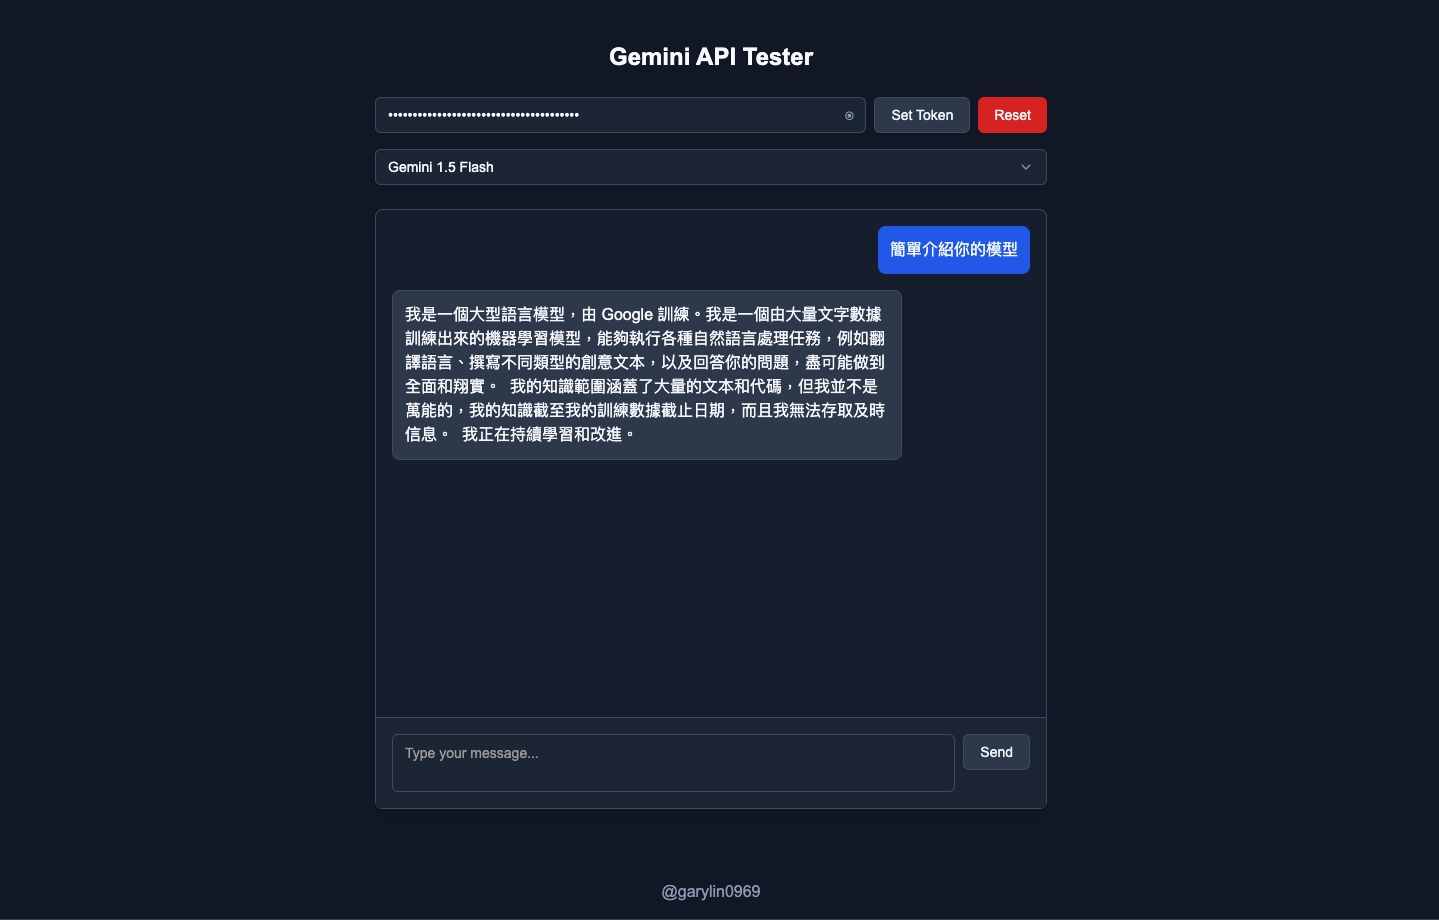 Gemini API Tester
••••••••••••••••••••••••••••••••••••••• Set Token Reset
Gemini 1.5 Flash
簡單介紹你的模型
我是一個大型語言模型，由 Google 訓練。我是一個由大量文字數據
訓練出來的機器學習模型，能夠執行各種自然語言處理任務，例如翻
譯語言、撰寫不同類型的創意文本，以及回答你的問題，盡可能做到
全面和翔實。 我的知識範圍涵蓋了大量的文本和代碼，但我並不是
萬能的，我的知識截至我的訓練數據截止日期，而且我無法存取及時
信息。 我正在持續學習和改進。
Type your message... Send
@garylin0969